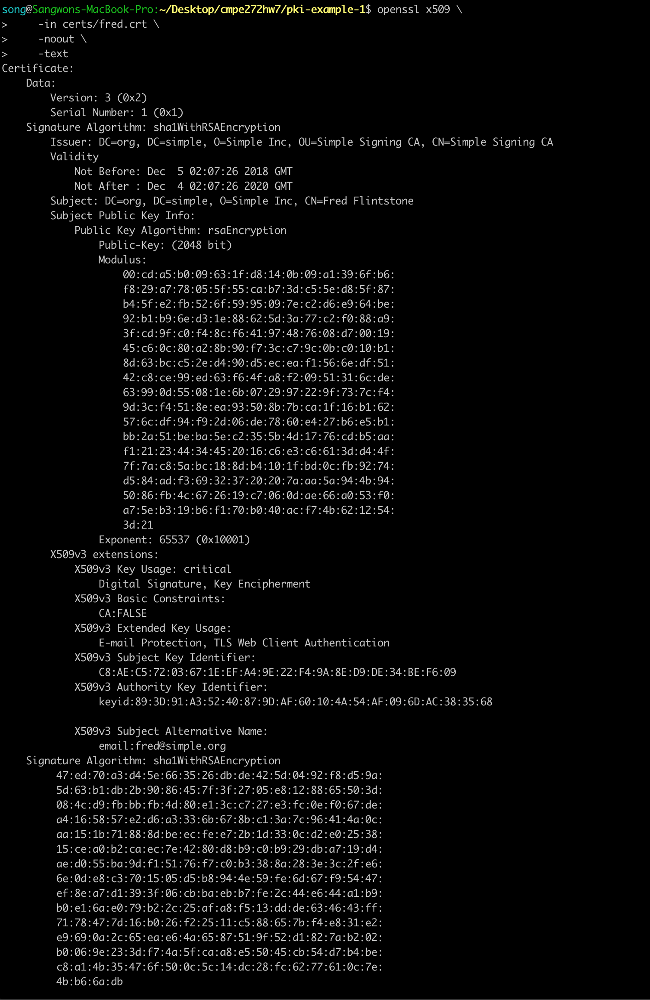 song@Sangwons-MacBook-Pro:~/Desktop/cmpe272hw7/pki-example-1$ openssl x509 \
>     -in certs/fred.crt \
>     -noout \
>     -text
Certificate:
    Data:
        Version: 3 (0x2)
        Serial Number: 1 (0x1)
    Signature Algorithm: sha1WithRSAEncryption
        Issuer: DC=org, DC=simple, O=Simple Inc, OU=Simple Signing CA, CN=Simple Signing CA
        Validity
            Not Before: Dec  5 02:07:26 2018 GMT
            Not After : Dec  4 02:07:26 2020 GMT
        Subject: DC=org, DC=simple, O=Simple Inc, CN=Fred Flintstone
        Subject Public Key Info:
            Public Key Algorithm: rsaEncryption
                Public-Key: (2048 bit)
                Modulus:
                    00:cd:a5:b0:09:63:1f:d8:14:0b:09:a1:39:6f:b6:
                    f8:29:a7:78:05:5f:55:ca:b7:3d:c5:5e:d8:5f:87:
                    b4:5f:e2:fb:52:6f:59:95:09:7e:c2:d6:e9:64:be:
                    92:b1:b9:6e:d3:1e:88:62:5d:3a:77:c2:f0:88:a9:
                    3f:cd:9f:c0:f4:8c:f6:41:97:48:76:08:d7:00:19:
                    45:c6:0c:80:a2:8b:90:f7:3c:c7:9c:0b:c0:10:b1:
                    8d:63:bc:c5:2e:d4:90:d5:ec:ea:f1:56:6e:df:51:
                    42:c8:ce:99:ed:63:f6:4f:a8:f2:09:51:31:6c:de:
                    63:99:0d:55:08:1e:6b:07:29:97:22:9f:73:7c:f4:
                    9d:3c:f4:51:8e:ea:93:50:8b:7b:ca:1f:16:b1:62:
                    57:6c:df:94:f9:2d:06:de:78:60:e4:27:b6:e5:b1:
                    bb:2a:51:be:ba:5e:c2:35:5b:4d:17:76:cd:b5:aa:
                    f1:21:23:44:34:45:20:16:c6:e3:c6:61:3d:d4:4f:
                    7f:7a:c8:5a:bc:18:8d:b4:10:1f:bd:0c:fb:92:74:
                    d5:84:ad:f3:69:32:37:20:20:7a:aa:5a:94:4b:94:
                    50:86:fb:4c:67:26:19:c7:06:0d:ae:66:a0:53:f0:
                    a7:5e:b3:19:b6:f1:70:b0:40:ac:f7:4b:62:12:54:
                    3d:21
                Exponent: 65537 (0x10001)
        X509v3 extensions:
            X509v3 Key Usage: critical
                Digital Signature, Key Encipherment
            X509v3 Basic Constraints:
                CA:FALSE
            X509v3 Extended Key Usage:
                E-mail Protection, TLS Web Client Authentication
            X509v3 Subject Key Identifier:
                C8:AE:C5:72:03:67:1E:EF:A4:9E:22:F4:9A:8E:D9:DE:34:BE:F6:09
            X509v3 Authority Key Identifier:
                keyid:89:3D:91:A3:52:40:87:9D:AF:60:10:4A:54:AF:09:6D:AC:38:35:68

            X509v3 Subject Alternative Name:
                email:fred@simple.org
    Signature Algorithm: sha1WithRSAEncryption
         47:ed:70:a3:d4:5e:66:35:26:db:de:42:5d:04:92:f8:d5:9a:
         5d:63:b1:db:2b:90:86:45:7f:3f:27:05:e8:12:88:65:50:3d:
         08:4c:d9:fb:bb:fb:4d:80:e1:3c:c7:27:e3:fc:0e:f0:67:de:
         a4:16:58:57:e2:d6:a3:33:6b:67:8b:c1:3a:7c:96:41:4a:0c:
         aa:15:1b:71:88:8d:be:ec:fe:e7:2b:1d:33:0c:d2:e0:25:38:
         15:ce:a0:b2:ca:ec:7e:42:80:d8:b9:c0:b9:29:db:a7:19:d4:
         ae:d0:55:ba:9d:f1:51:76:f7:c0:b3:38:8a:28:3e:3c:2f:e6:
         6e:0d:e8:c3:70:15:05:d5:b8:94:4e:59:fe:6d:67:f9:54:47:
         ef:8e:a7:d1:39:3f:06:cb:ba:eb:b7:fe:2c:44:e6:44:a1:b9:
         b0:e1:6a:e0:79:b2:2c:25:af:a8:f5:13:dd:de:63:46:43:ff:
         71:78:47:7d:16:b0:26:f2:25:11:c5:88:65:7b:f4:e8:31:e2:
         e9:69:0a:2c:65:ea:e6:4a:65:87:51:9f:52:d1:82:7a:b2:02:
         b0:06:9e:23:3d:f7:4a:5f:ca:a8:e5:50:45:cb:54:d7:b4:be:
         c8:a1:4b:35:47:6f:50:0c:5c:14:dc:28:fc:62:77:61:0c:7e:
         4b:b6:6a:db